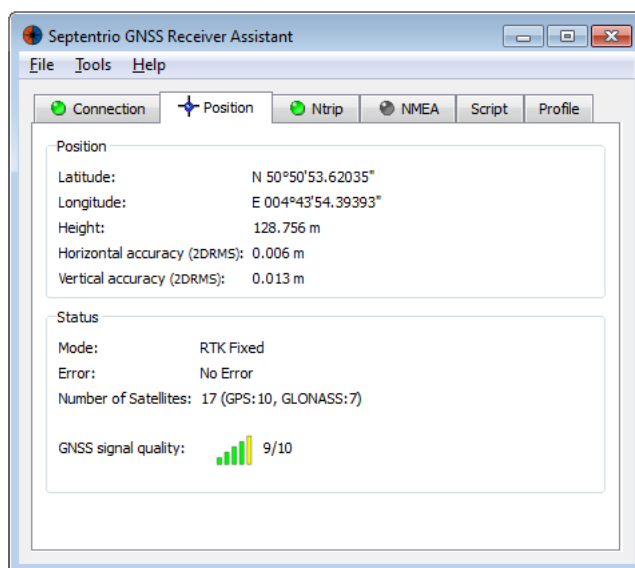 Septentrio GNSS Receiver Assistant
File Tools Help
Connection Position Ntrip NMEA Script Profile
Position
Latitude: N 50°50'53.62035"
Longitude: E 004°43'54.39393"
Height: 128.756 m
Horizontal accuracy (2DRMS): 0.006 m
Vertical accuracy (2DRMS): 0.013 m
Status
Mode: RTK Fixed
Error: No Error
Number of Satellites: 17 (GPS:10, GLONASS:7)
GNSS signal quality: 9/10